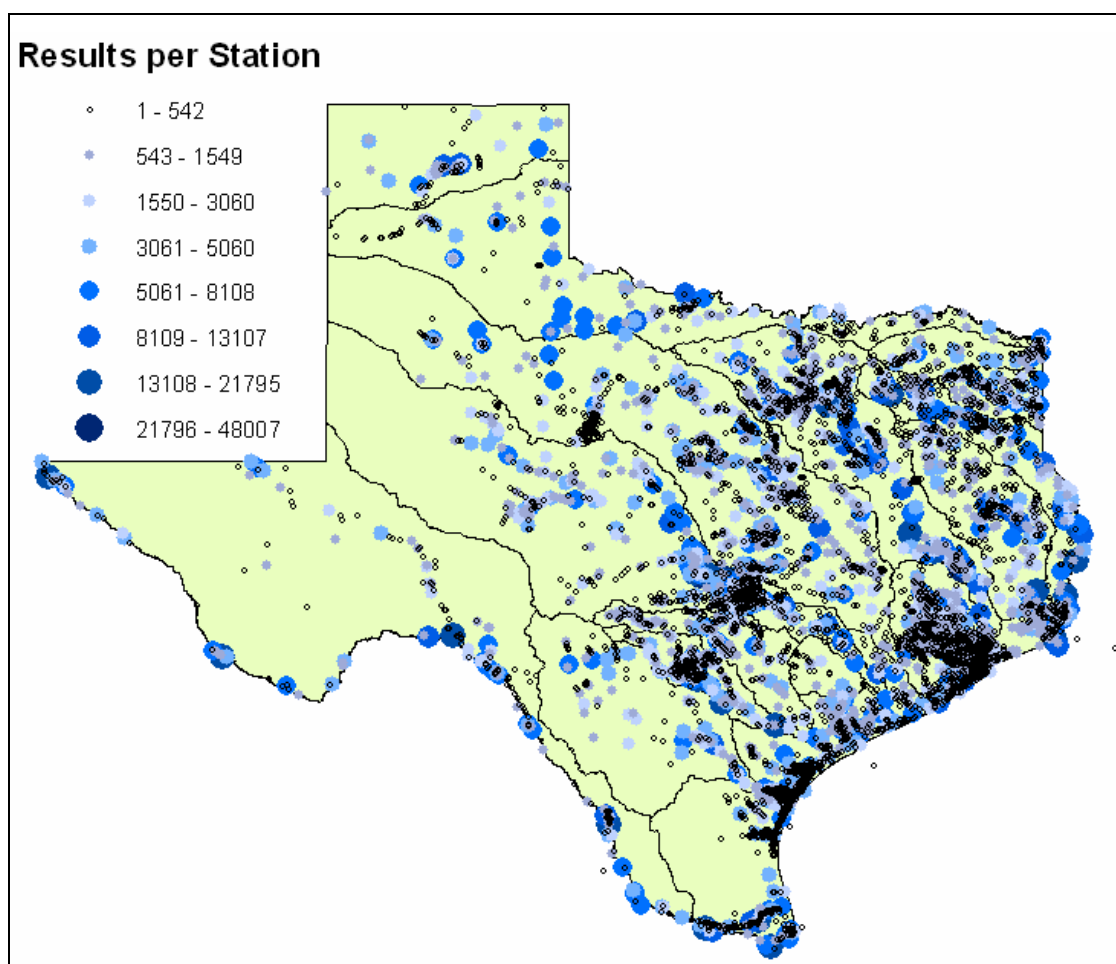 Results per Station
1 - 542
543 - 1549
1550 - 3060
3061 - 5060
5061 - 8108
8109 - 13107
13108 - 21795
21796 - 48007